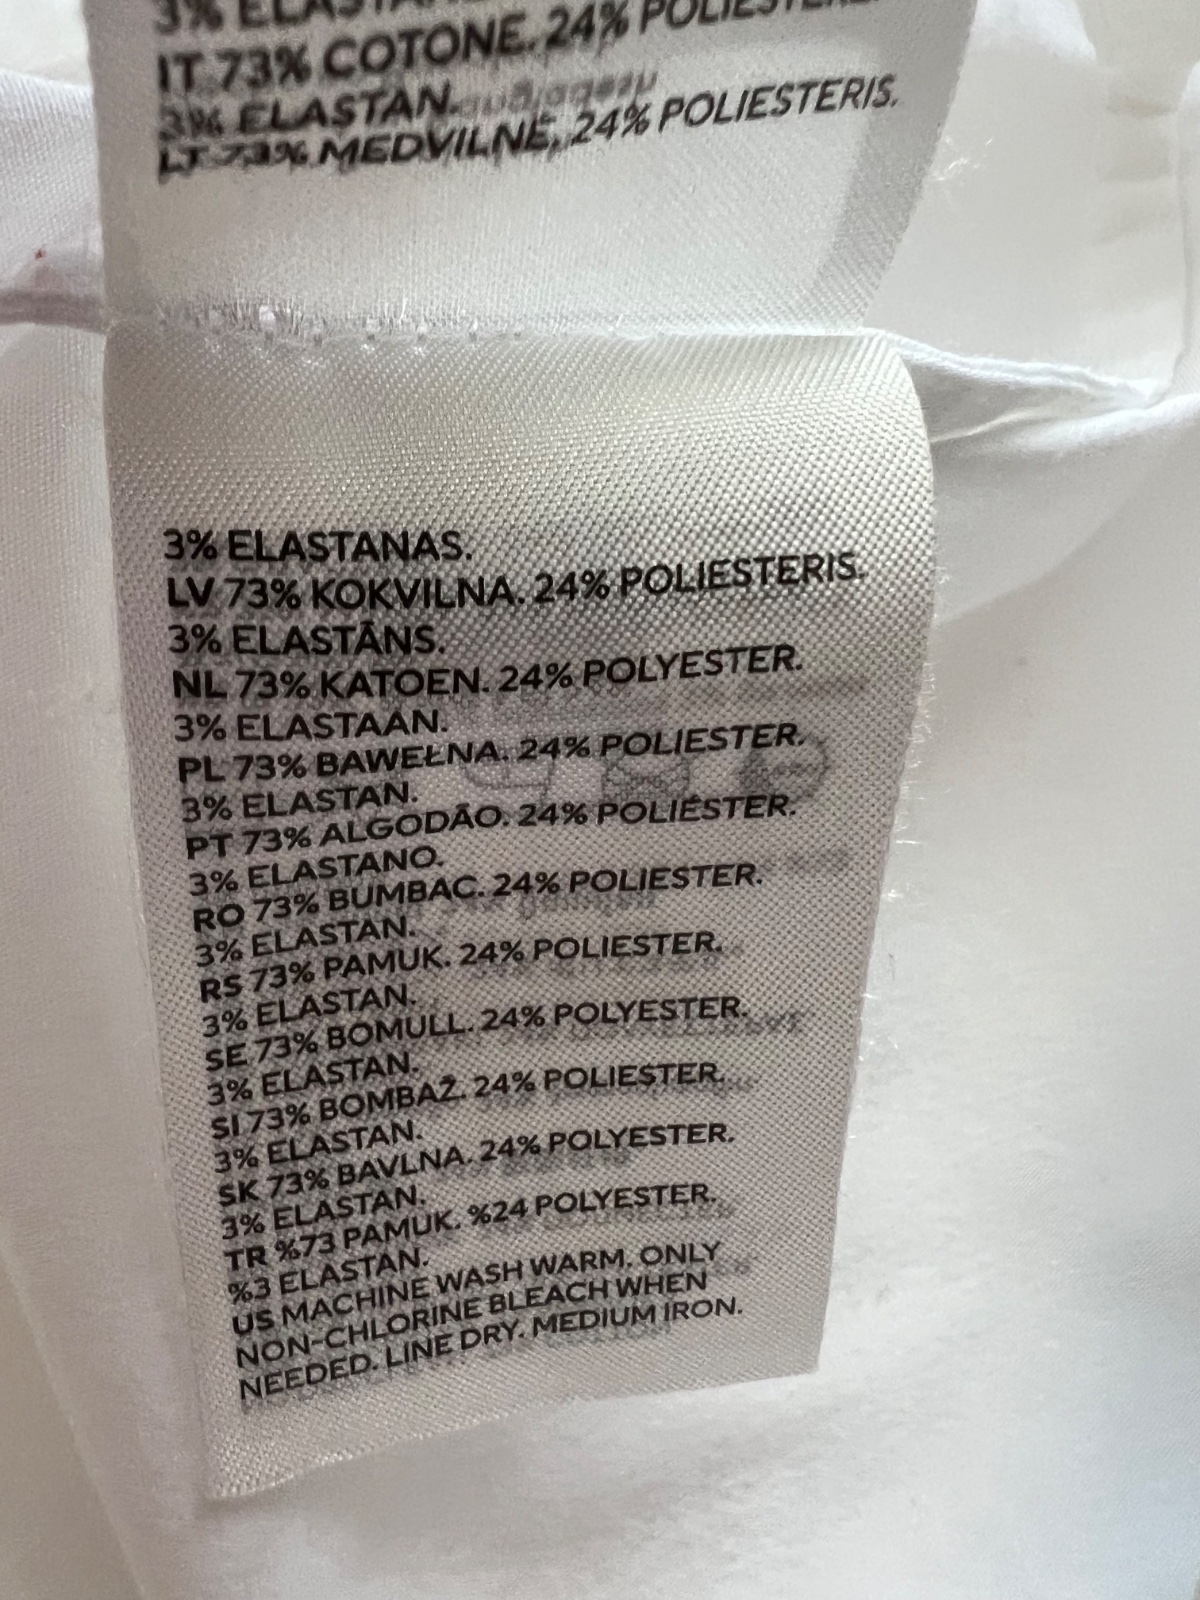 3% ELASTAN
IT 73% COTONE. 24% POLIESTERE.
3% ELASTAN.
LT 73% MEDVILNĖ. 24% POLIESTERIS.
3% ELASTANAS.
LV 73% KOKVILNA. 24% POLIESTERIS.
3% ELASTĀNS.
NL 73% KATOEN. 24% POLYESTER.
3% ELASTAAN.
PL 73% BAWEŁNA. 24% POLIESTER.
3% ELASTAN.
PT 73% ALGODÃO. 24% POLIÉSTER.
3% ELASTANO.
RO 73% BUMBAC. 24% POLIESTER.
3% ELASTAN.
RS 73% PAMUK. 24% POLIESTER.
3% ELASTAN.
SE 73% BOMULL. 24% POLYESTER.
3% ELASTAN.
SI 73% BOMBAŽ. 24% POLIESTER.
3% ELASTAN.
SK 73% BAVLNA. 24% POLYESTER.
3% ELASTAN.
TR %73 PAMUK. %24 POLYESTER.
%3 ELASTAN.
US MACHINE WASH WARM. ONLY
NON-CHLORINE BLEACH WHEN
NEEDED. LINE DRY. MEDIUM IRON.